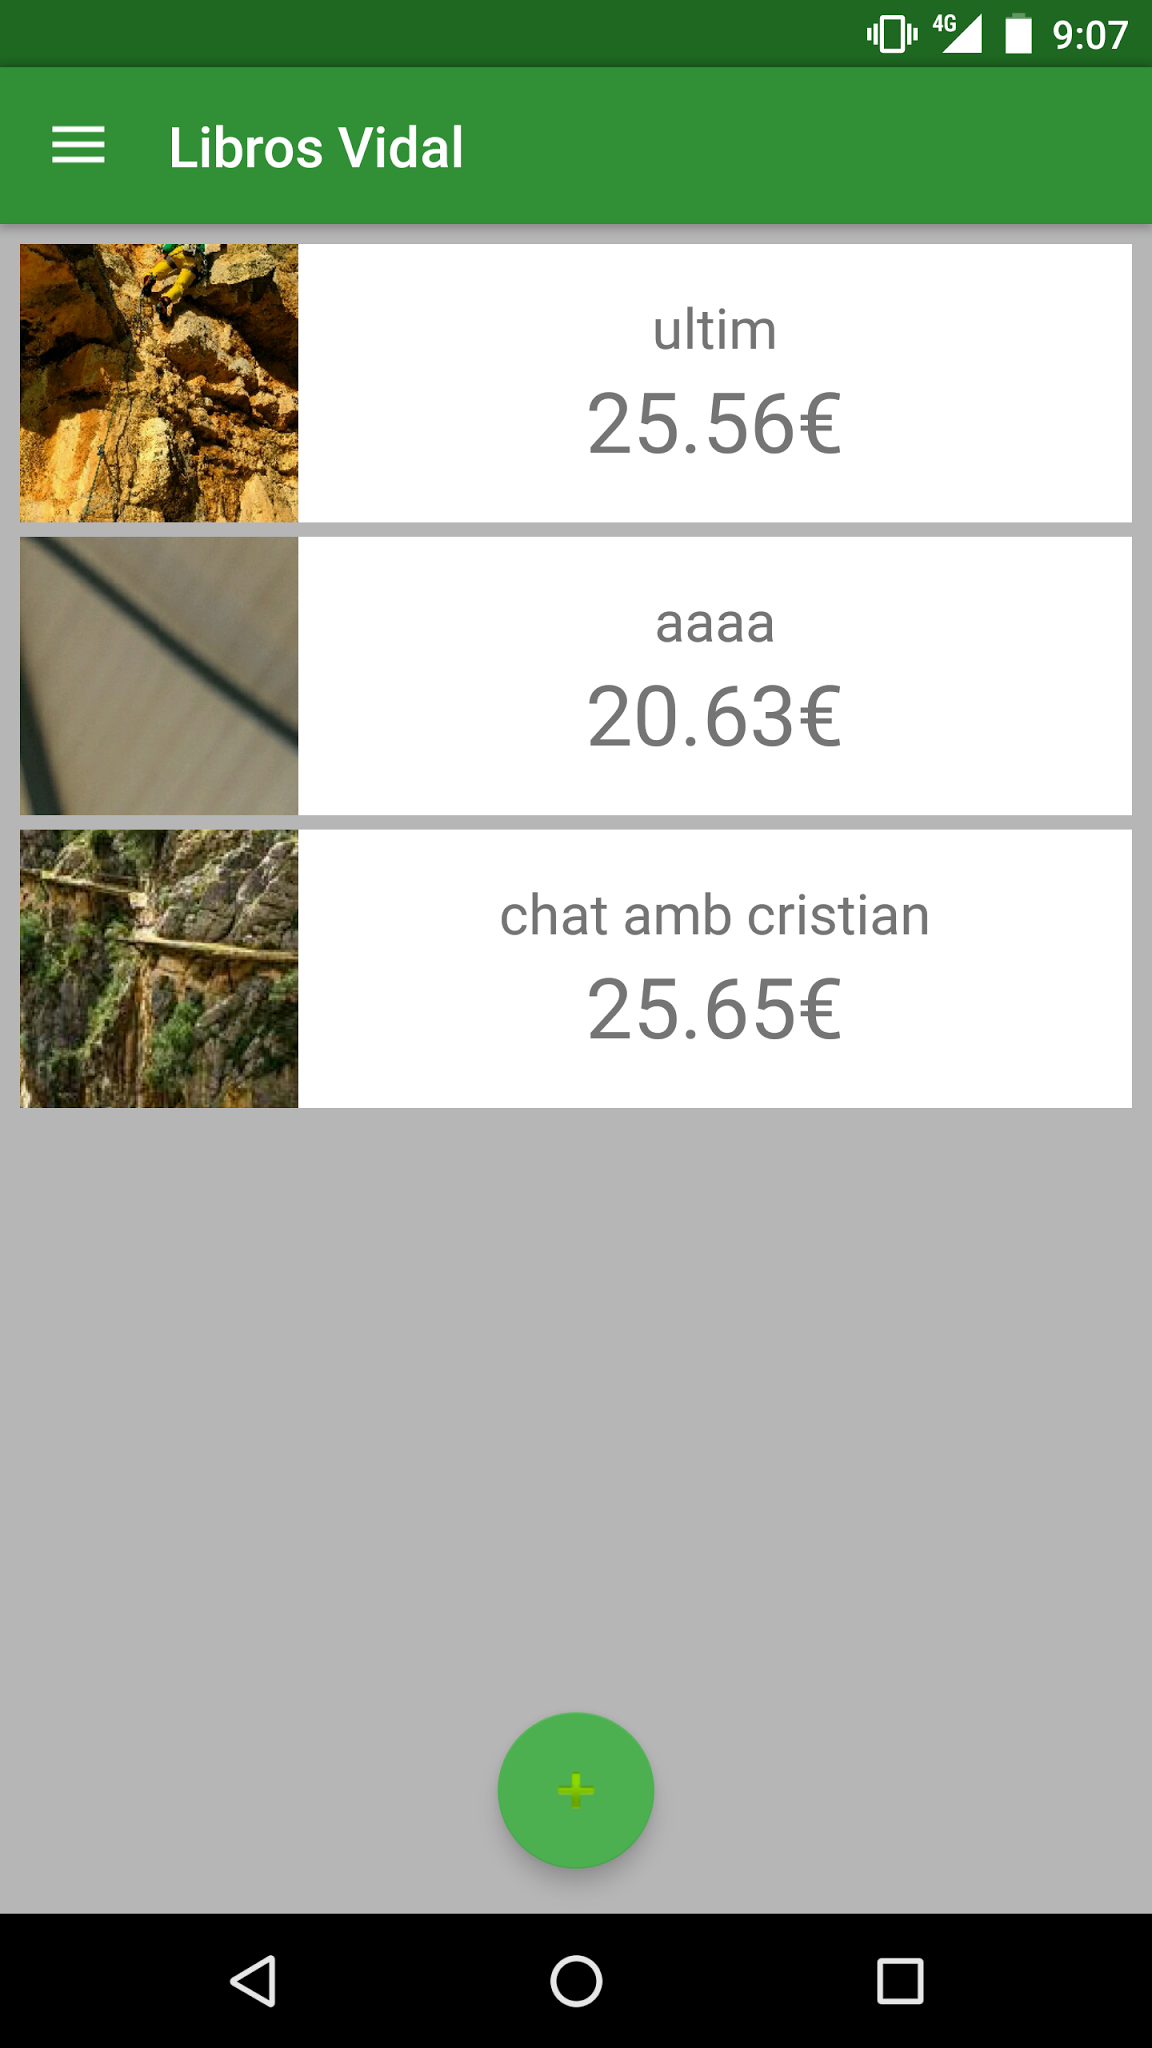 4G 9:07
Libros Vidal
ultim
25.56€
aaaa
20.63€
chat amb cristian
25.65€